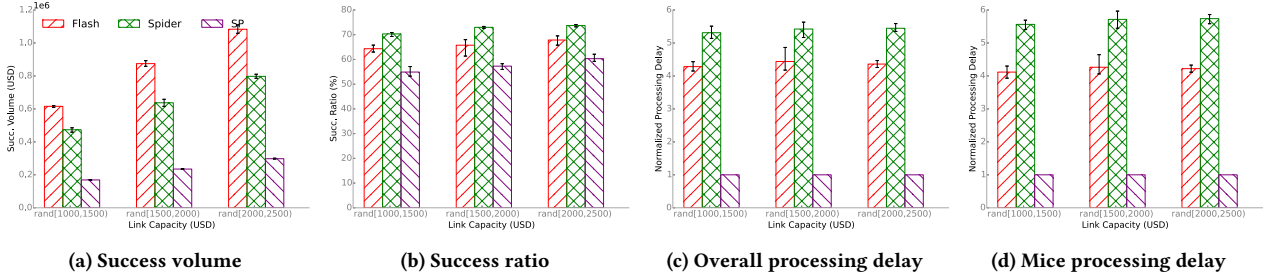 1e6
Flash Spider SP
Succ. Volume (USD)
1.2
1.0
0.8
0.6
0.4
0.2
0.0
rand[1000,1500) rand[1500,2000) rand[2000,2500)
Link Capacity (USD)
(a) Success volume
Succ. Ratio (%)
80
70
60
50
40
30
20
10
0
rand[1000,1500) rand[1500,2000) rand[2000,2500)
Link Capacity (USD)
(b) Success ratio
Normalized Processing Delay
6
5
4
3
2
1
0
rand[1000,1500) rand[1500,2000) rand[2000,2500)
Link Capacity (USD)
(c) Overall processing delay
Normalized Processing Delay
6
5
4
3
2
1
0
rand[1000,1500) rand[1500,2000) rand[2000,2500)
Link Capacity (USD)
(d) Mice processing delay